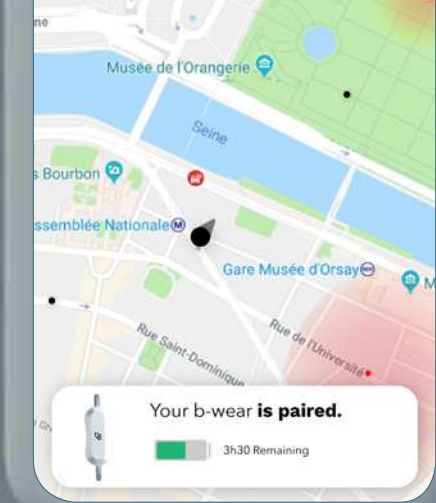 ne
Musée de l'Orangerie
Seine
s Bourbon
ssemblée Nationale M
Gare Musée d'Orsay
M
Rue de l'Université
Rue Saint-Dominique
Your b-wear is paired.
3h30 Remaining